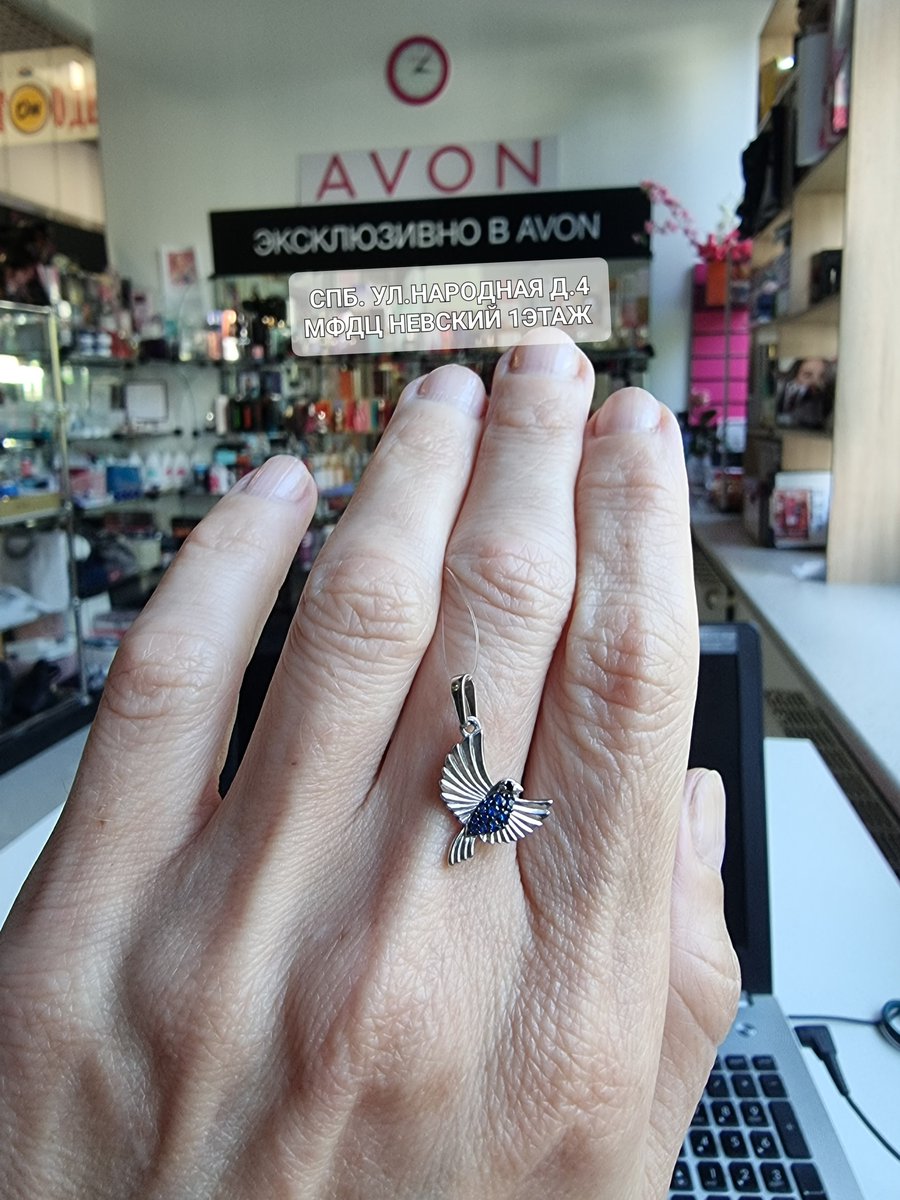 AVON
ЭКСКЛЮЗИВНО В AVON
СПБ. УЛ.НАРОДНАЯ Д.4
МФДЦ НЕВСКИЙ 1ЭТАЖ